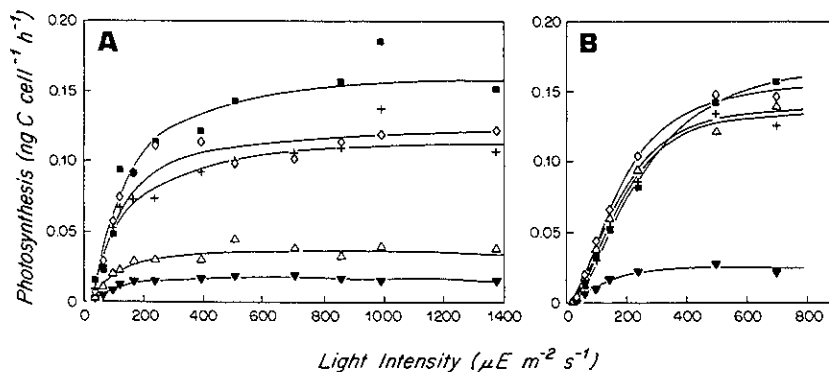 A
B
Photosynthesis (ng C cell⁻¹ h⁻¹)
0.20
0.15
0.10
0.05
0
0.20
0.15
0.10
0.05
0
0 200 400 600 800 1000 1200 1400
0 200 400 600 800
Light Intensity (μE m⁻² s⁻¹)